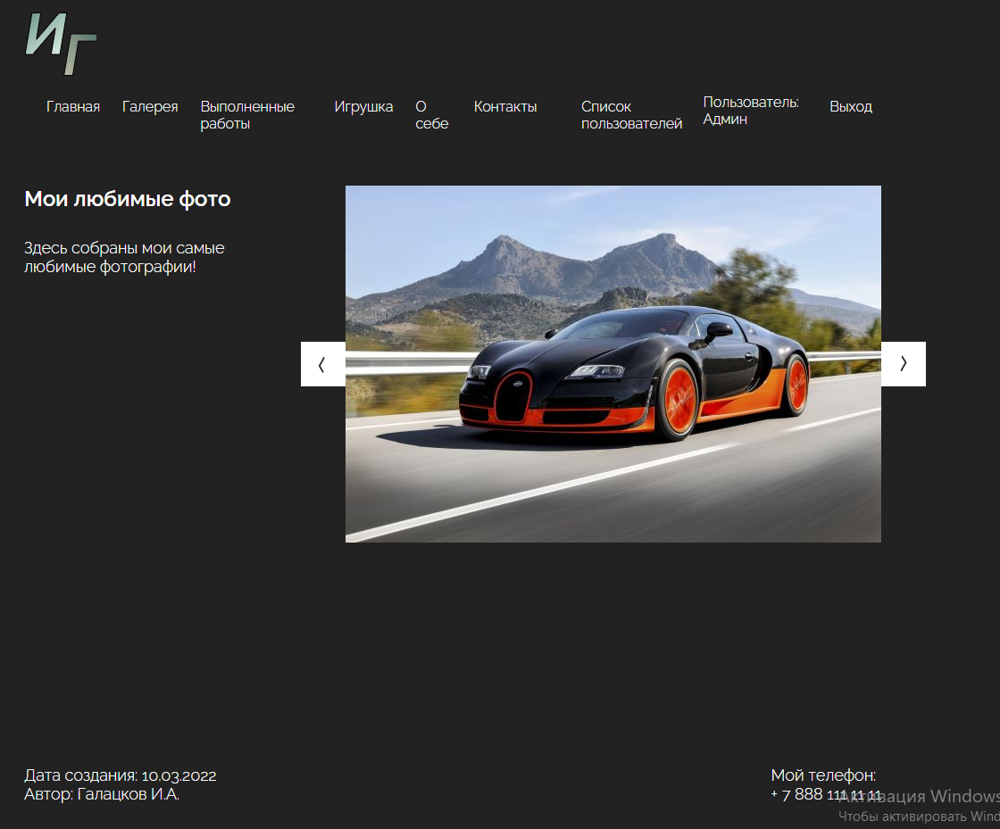 ИГ
Главная Галерея Выполненные работы Игрушка О себе Контакты Список пользователей Пользователь: Админ Выход
Мои любимые фото
Здесь собраны мои самые
любимые фотографии!
Дата создания: 10.03.2022
Автор: Галацков И.А.
Мой телефон:
+ 7 888 111 11 11
Активация Windows
Чтобы активировать Wind